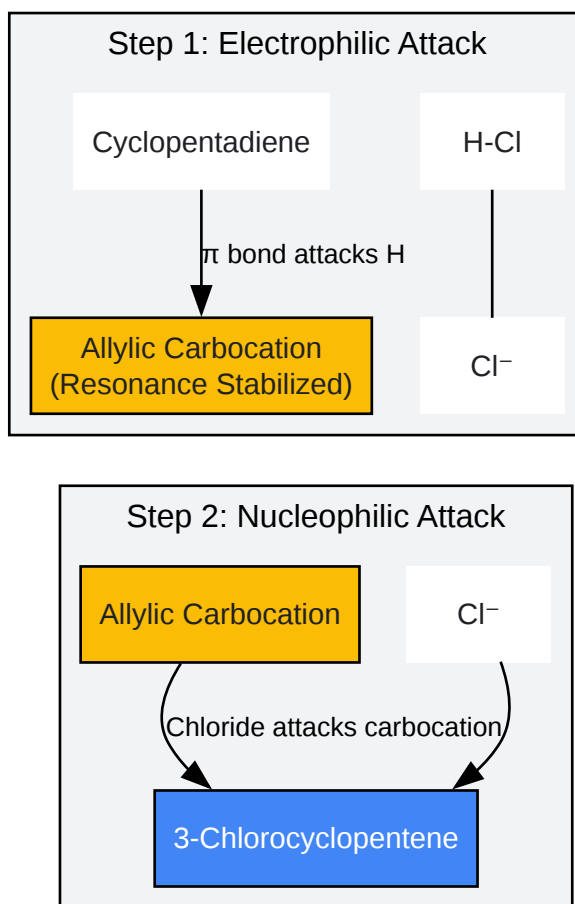 Step 1: Electrophilic Attack
Cyclopentadiene
H-Cl
π bond attacks H
Allylic Carbocation
(Resonance Stabilized)
Cl⁻
Step 2: Nucleophilic Attack
Allylic Carbocation
Cl⁻
Chloride attacks carbocation
3-Chlorocyclopentene